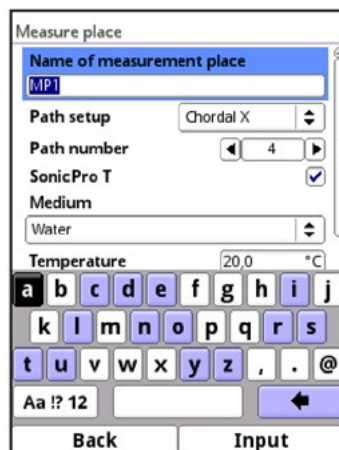 Measure place
Name of measurement place
MP1
Path setup Chordal X
Path number 4
SonicPro T
Medium
Water
Temperature 20,0 °C
a b c d e f g h i j
k l m n o p q r s
t u v w x y z , . @
Aa !? 12
Back Input